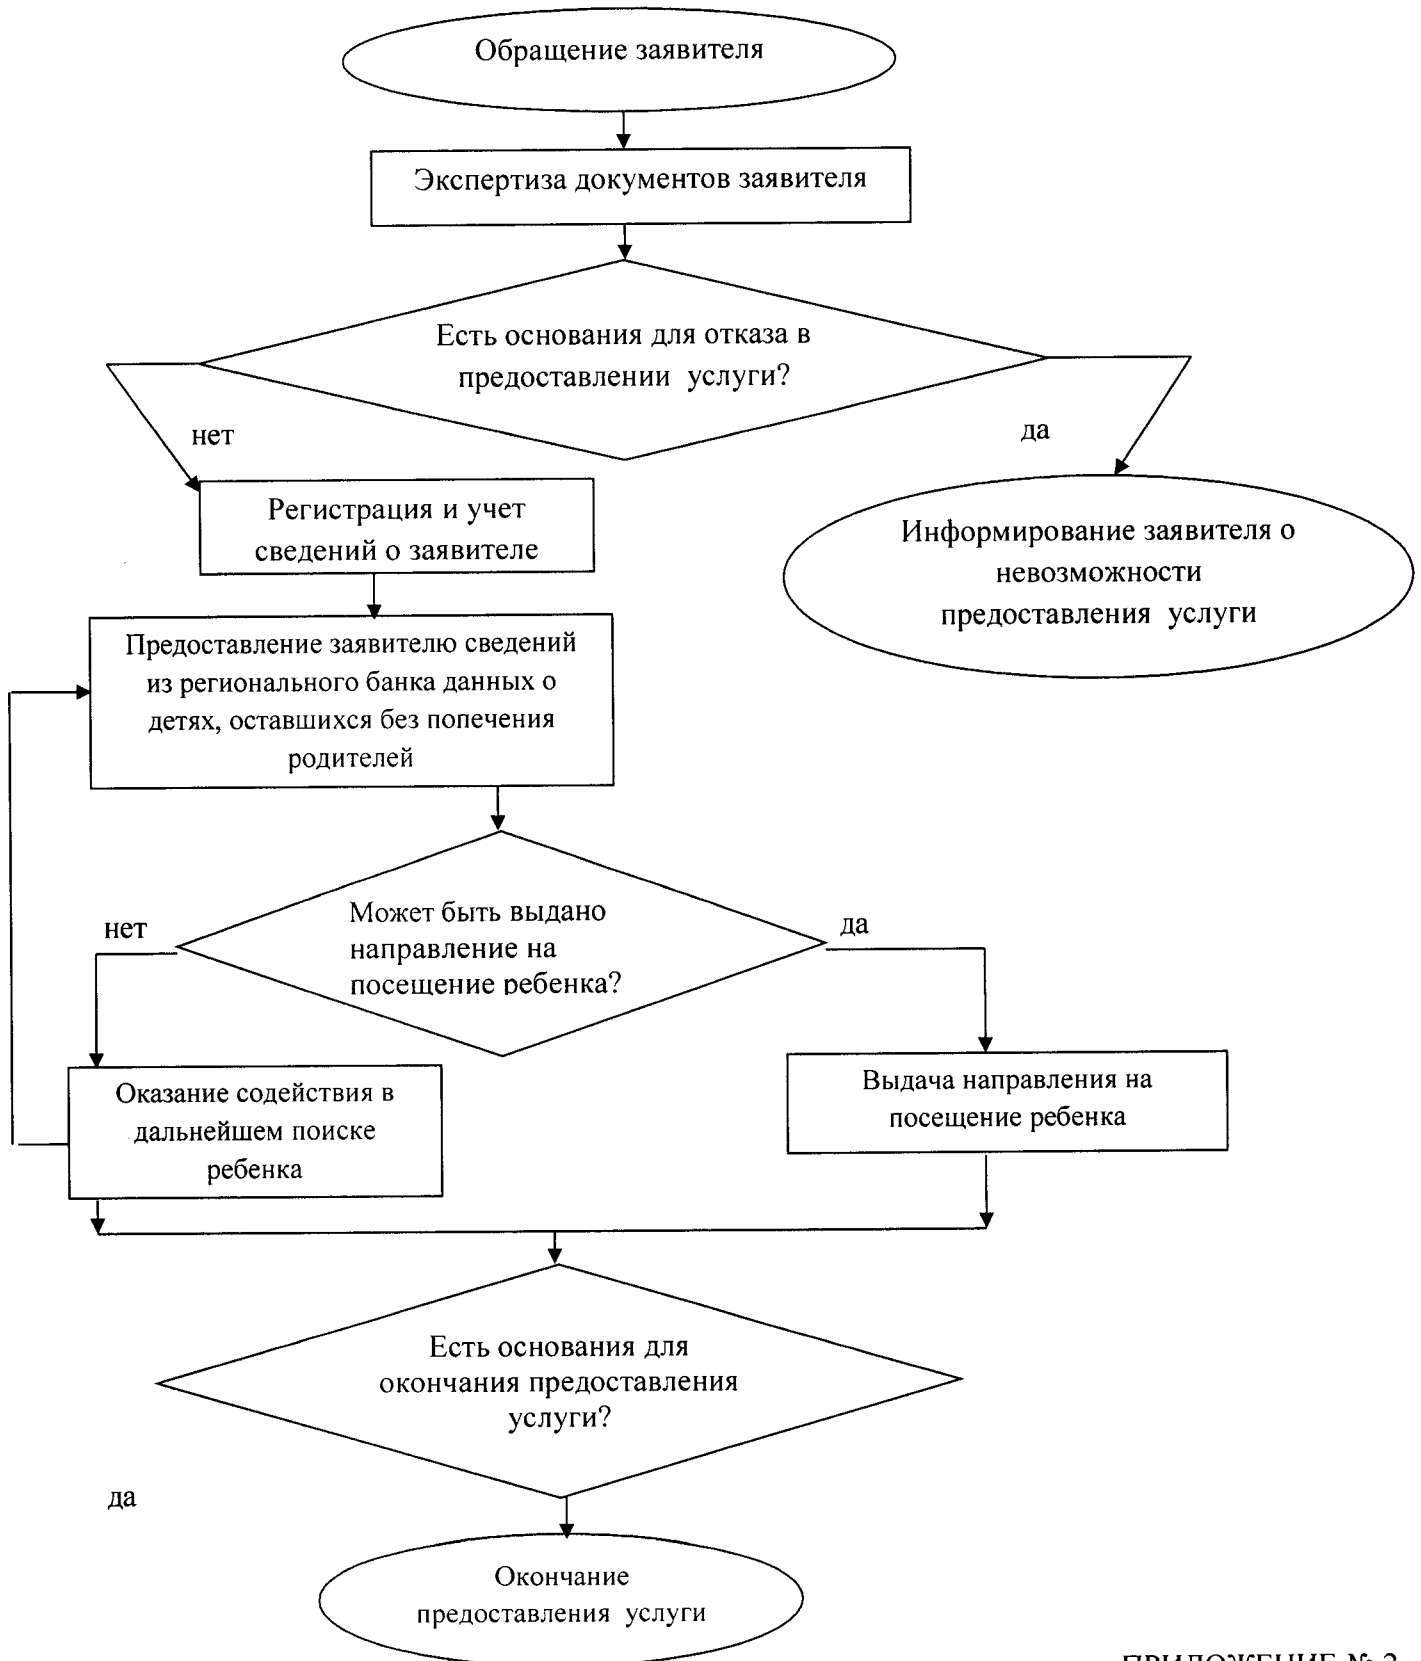 Обращение заявителя
Экспертиза документов заявителя
Есть основания для отказа в
предоставлении услуги?
нет
да
Регистрация и учет
сведений о заявителе
Информирование заявителя о
невозможности
предоставления услуги
Предоставление заявителю сведений
из регионального банка данных о
детях, оставшихся без попечения
родителей
нет
да
Может быть выдано
направление на
посещение ребенка?
Оказание содействия в
дальнейшем поиске
ребенка
Выдача направления на
посещение ребенка
Есть основания для
окончания предоставления
услуги?
да
Окончание
предоставления услуги
ПРИЛОЖЕНИЕ № 2